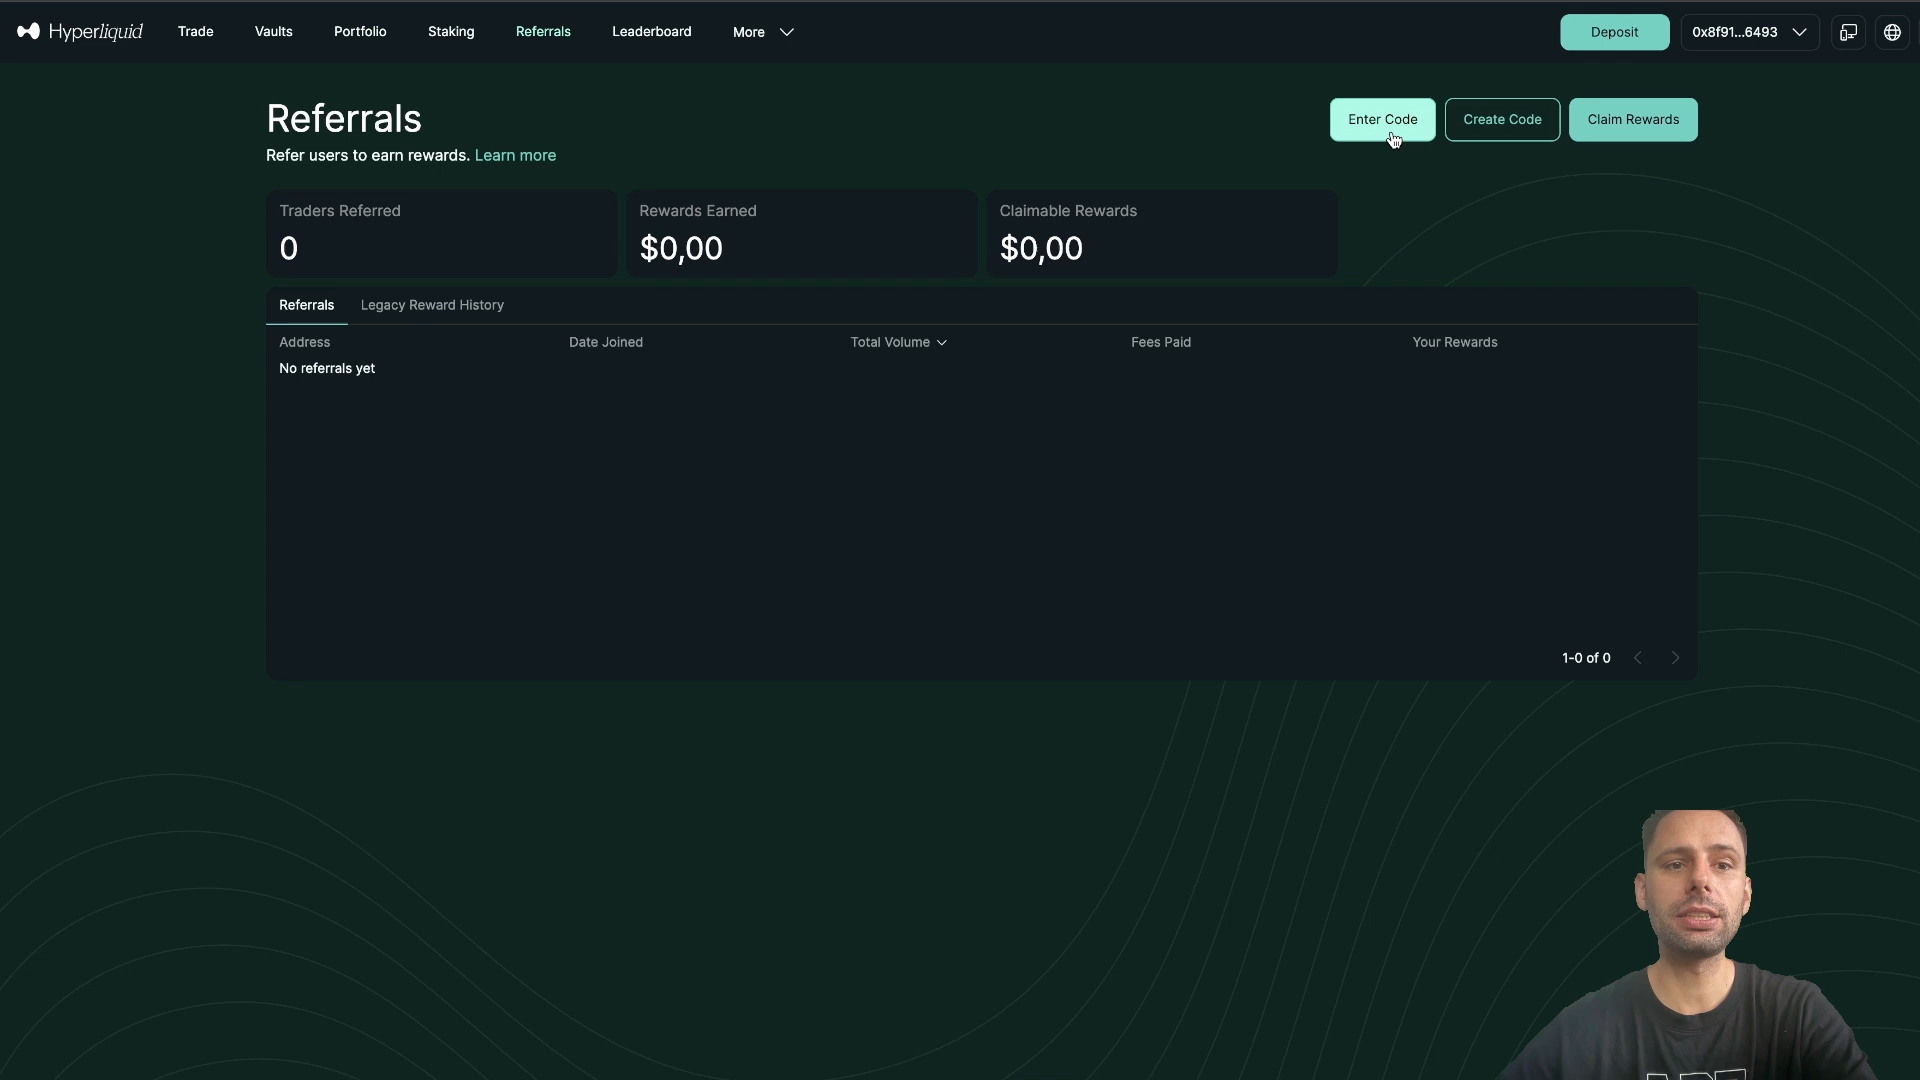 Hyperliquid Trade Vaults Portfolio Staking Referrals Leaderboard More Deposit 0x8f91...6493
Referrals
Enter Code Create Code Claim Rewards
Refer users to earn rewards. Learn more
Traders Referred Rewards Earned Claimable Rewards
0 $0,00 $0,00
Referrals Legacy Reward History
Address Date Joined Total Volume Fees Paid Your Rewards
No referrals yet
1-0 of 0